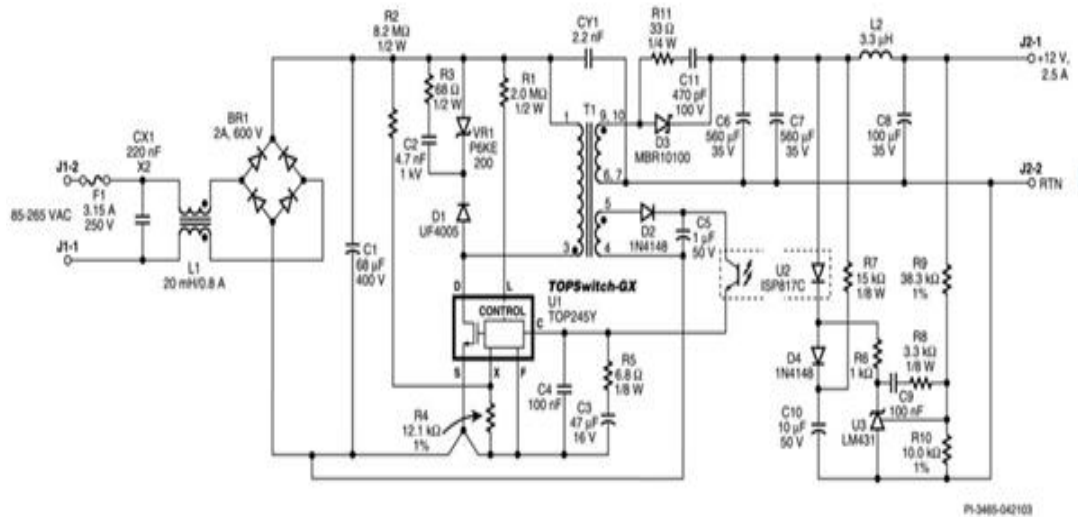 R2
8.2 MΩ
1/2 W
CY1
2.2 nF
R11
33 Ω
1/4 W
L2
3.3 µH
J2-1
+12 V,
2.5 A
R3
68 Ω
1/2 W
R1
2.0 MΩ
1/2 W
C11
470 pF
100 V
T1
1
9, 10
BR1
2A, 600 V
CX1
220 nF
X2
C2
4.7 nF
1 kV
VR1
P6KE
200
D3
MBR10100
C6
560 µF
35 V
C7
560 µF
35 V
C8
100 µF
35 V
J1-2
F1
3.15 A
250 V
6, 7
J2-2
RTN
85-265 VAC
D1
UF4005
5
D2
1N4148
C5
1 µF
50 V
J1-1
L1
20 mH/0.8 A
C1
68 µF
400 V
3
4
U2
ISP817C
R7
15 kΩ
1/8 W
R9
38.3 kΩ
1%
TOPSwitch-GX
D
L
U1
TOP245Y
CONTROL
C
S
X
F
R5
6.8 Ω
1/8 W
D4
1N4148
R6
1 kΩ
R8
3.3 kΩ
1/8 W
C4
100 nF
C9
100 nF
R4
12.1 kΩ
1%
C3
47 µF
16 V
C10
10 µF
50 V
U3
LM431
R10
10.0 kΩ
1%
PI-3465-042103